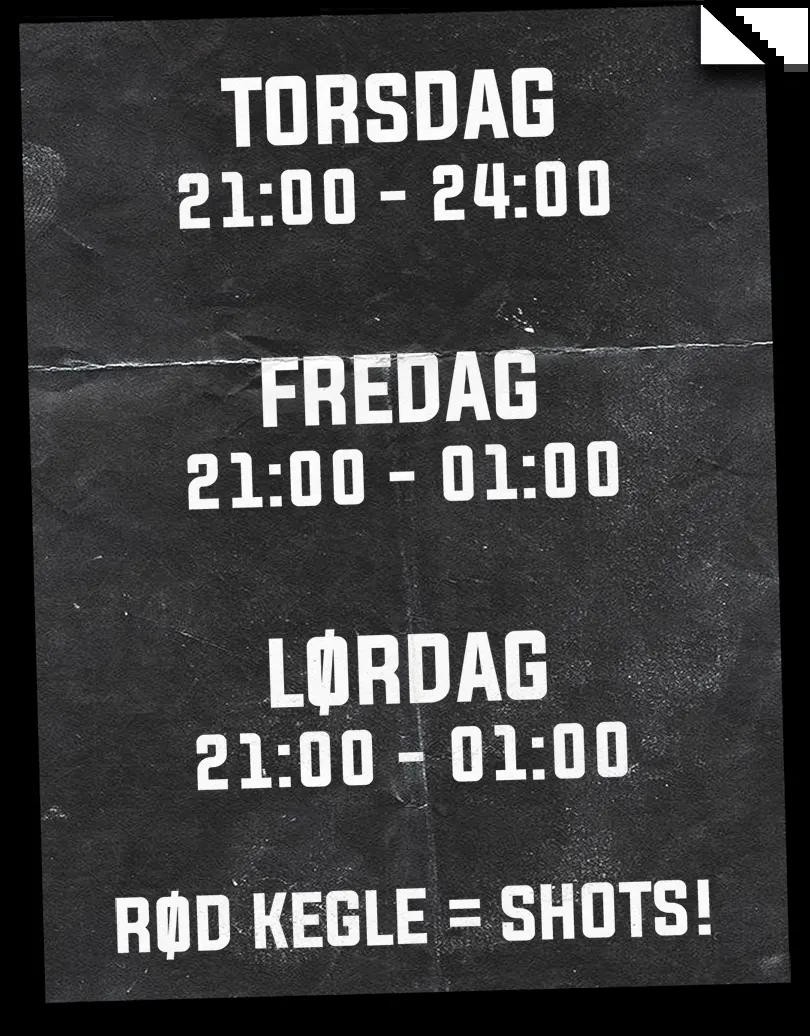 TORSDAG
21:00 - 24:00
FREDAG
21:00 - 01:00
LØRDAG
21:00 - 01:00
RØD KEGLE = SHOTS!